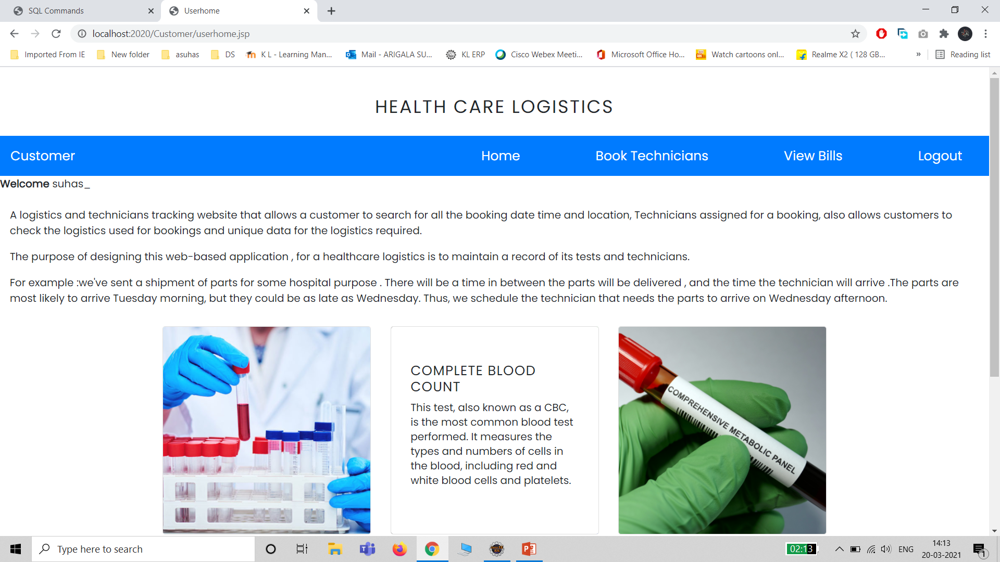 SQL Commands
Userhome
localhost:2020/Customer/userhome.jsp
Imported From IE
New folder
asuhas
DS
K L - Learning Man...
Mail - ARIGALA SU...
KL ERP
Cisco Webex Meeti...
Microsoft Office Ho...
Watch cartoons onl...
Realme X2 ( 128 GB...
»
Reading list
HEALTH CARE LOGISTICS
Customer
Home
Book Technicians
View Bills
Logout
Welcome suhas_
A logistics and technicians tracking website that allows a customer to search for all the booking date time and location, Technicians assigned for a booking, also allows customers to
check the logistics used for bookings and unique data for the logistics required.
The purpose of designing this web-based application , for a healthcare logistics is to maintain a record of its tests and technicians.
For example :we've sent a shipment of parts for some hospital purpose . There will be a time in between the parts will be delivered , and the time the technician will arrive .The parts are
most likely to arrive Tuesday morning, but they could be as late as Wednesday. Thus, we schedule the technician that needs the parts to arrive on Wednesday afternoon.
COMPLETE BLOOD
COUNT
This test, also known as a CBC,
is the most common blood test
performed. It measures the
types and numbers of cells in
the blood, including red and
white blood cells and platelets.
COMPREHENSIVE METABOLIC PANEL
Type here to search
02:13
ENG
14:13
20-03-2021
1